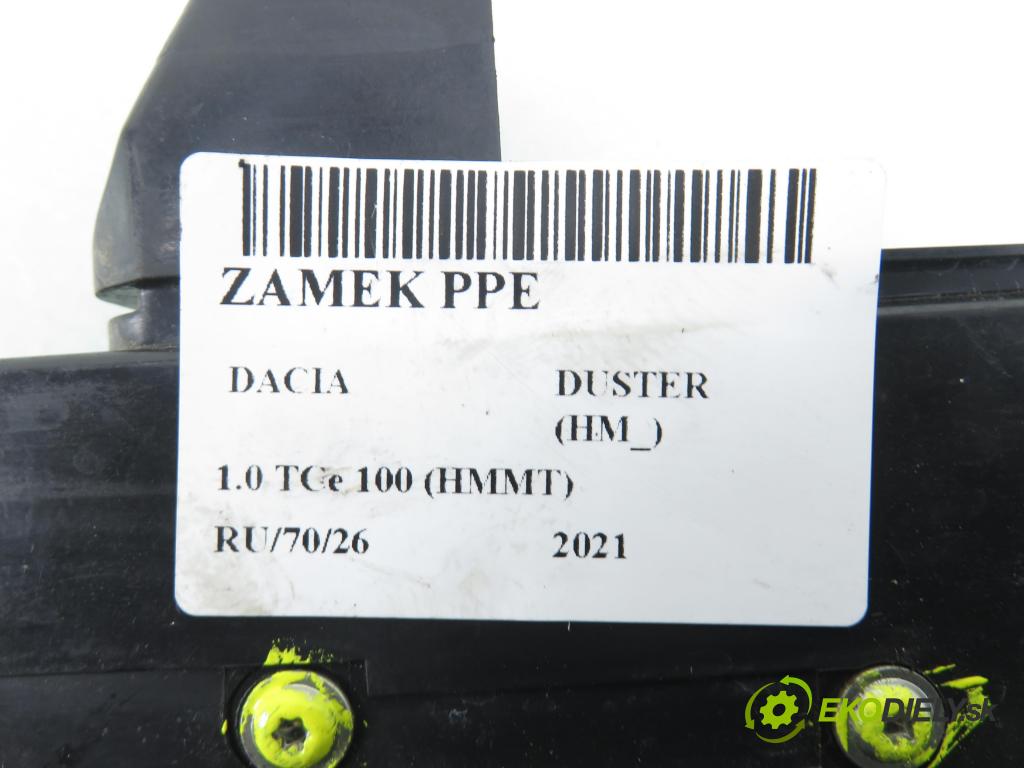 ZAMEK PPE
DACIA DUSTER
(HM_)
1.0 TCe 100 (HMMT)
RU/70/26 2021
EKODIELY.sk